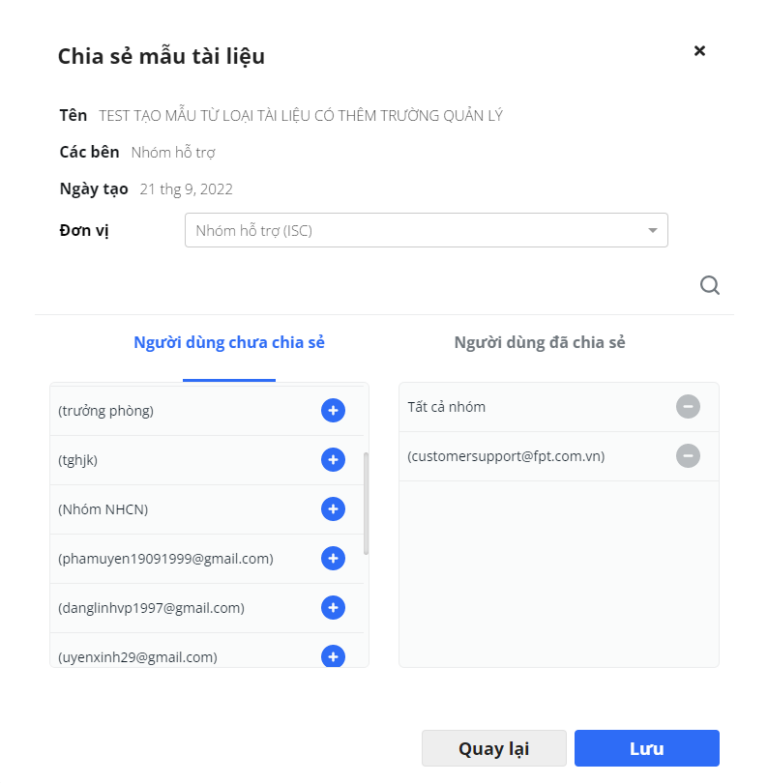 Chia sẻ mẫu tài liệu
Tên TEST TẠO MẪU TỪ LOẠI TÀI LIỆU CÓ THÊM TRƯỜNG QUẢN LÝ
Các bên Nhóm hỗ trợ
Ngày tạo 21 thg 9, 2022
Đơn vị Nhóm hỗ trợ (ISC)
Người dùng chưa chia sẻ
Người dùng đã chia sẻ
(trưởng phòng)
(tghjk)
(Nhóm NHCN)
(phamuyen19091999@gmail.com)
(danglinhvp1997@gmail.com)
(uyenxinh29@gmail.com)
Tất cả nhóm
(customersupport@fpt.com.vn)
Quay lại
Lưu